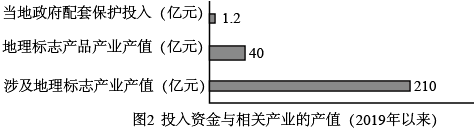 当地政府配套保护投入（亿元） 1.2
地理标志产品产业产值（亿元） 40
涉及地理标志产业产值（亿元） 210
图2 投入资金与相关产业的产值（2019年以来）